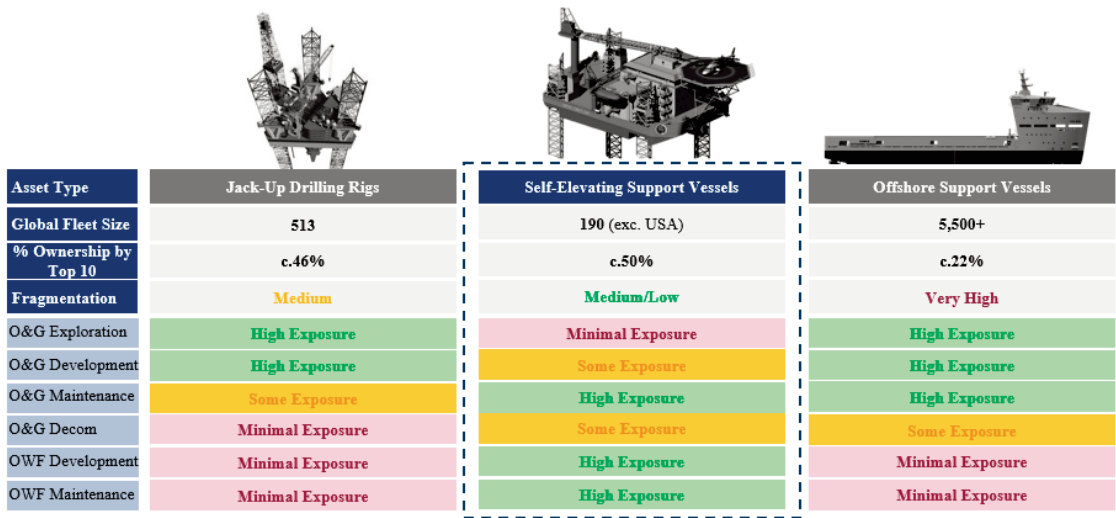 Asset Type Jack-Up Drilling Rigs Self-Elevating Support Vessels Offshore Support Vessels
Global Fleet Size 513 190 (exc. USA) 5,500+
% Ownership by
Top 10 c.46% c.50% c.22%
Fragmentation Medium Medium/Low Very High
O&G Exploration High Exposure Minimal Exposure High Exposure
O&G Development High Exposure Some Exposure High Exposure
O&G Maintenance Some Exposure High Exposure High Exposure
O&G Decom Minimal Exposure Some Exposure Some Exposure
OWF Development Minimal Exposure High Exposure Minimal Exposure
OWF Maintenance Minimal Exposure High Exposure Minimal Exposure